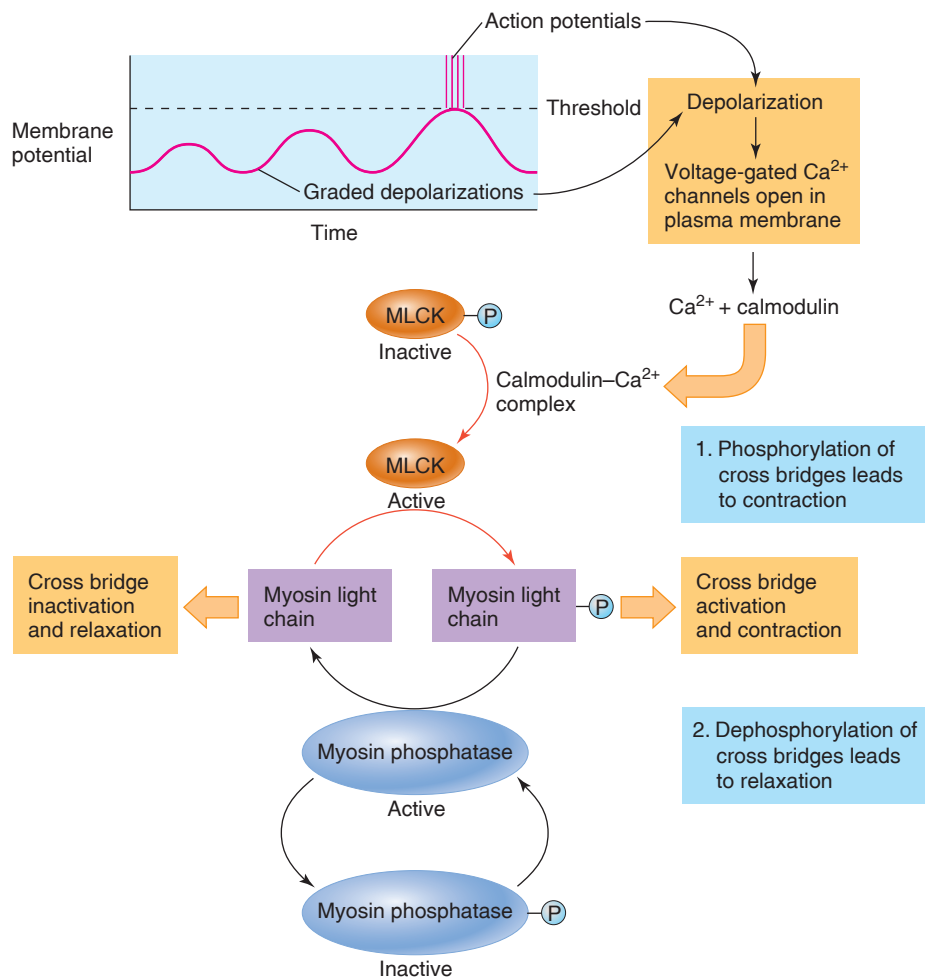 Action potentials
Membrane
potential
Threshold
Graded depolarizations
Time
Depolarization
Voltage-gated Ca²⁺
channels open in
plasma membrane
Ca²⁺ + calmodulin
MLCK
P
Inactive
Calmodulin–Ca²⁺
complex
MLCK
Active
1. Phosphorylation of
cross bridges leads
to contraction
Cross bridge
inactivation
and relaxation
Myosin light
chain
Myosin light
chain
P
Cross bridge
activation
and contraction
Myosin phosphatase
Active
2. Dephosphorylation of
cross bridges leads
to relaxation
Myosin phosphatase
P
Inactive